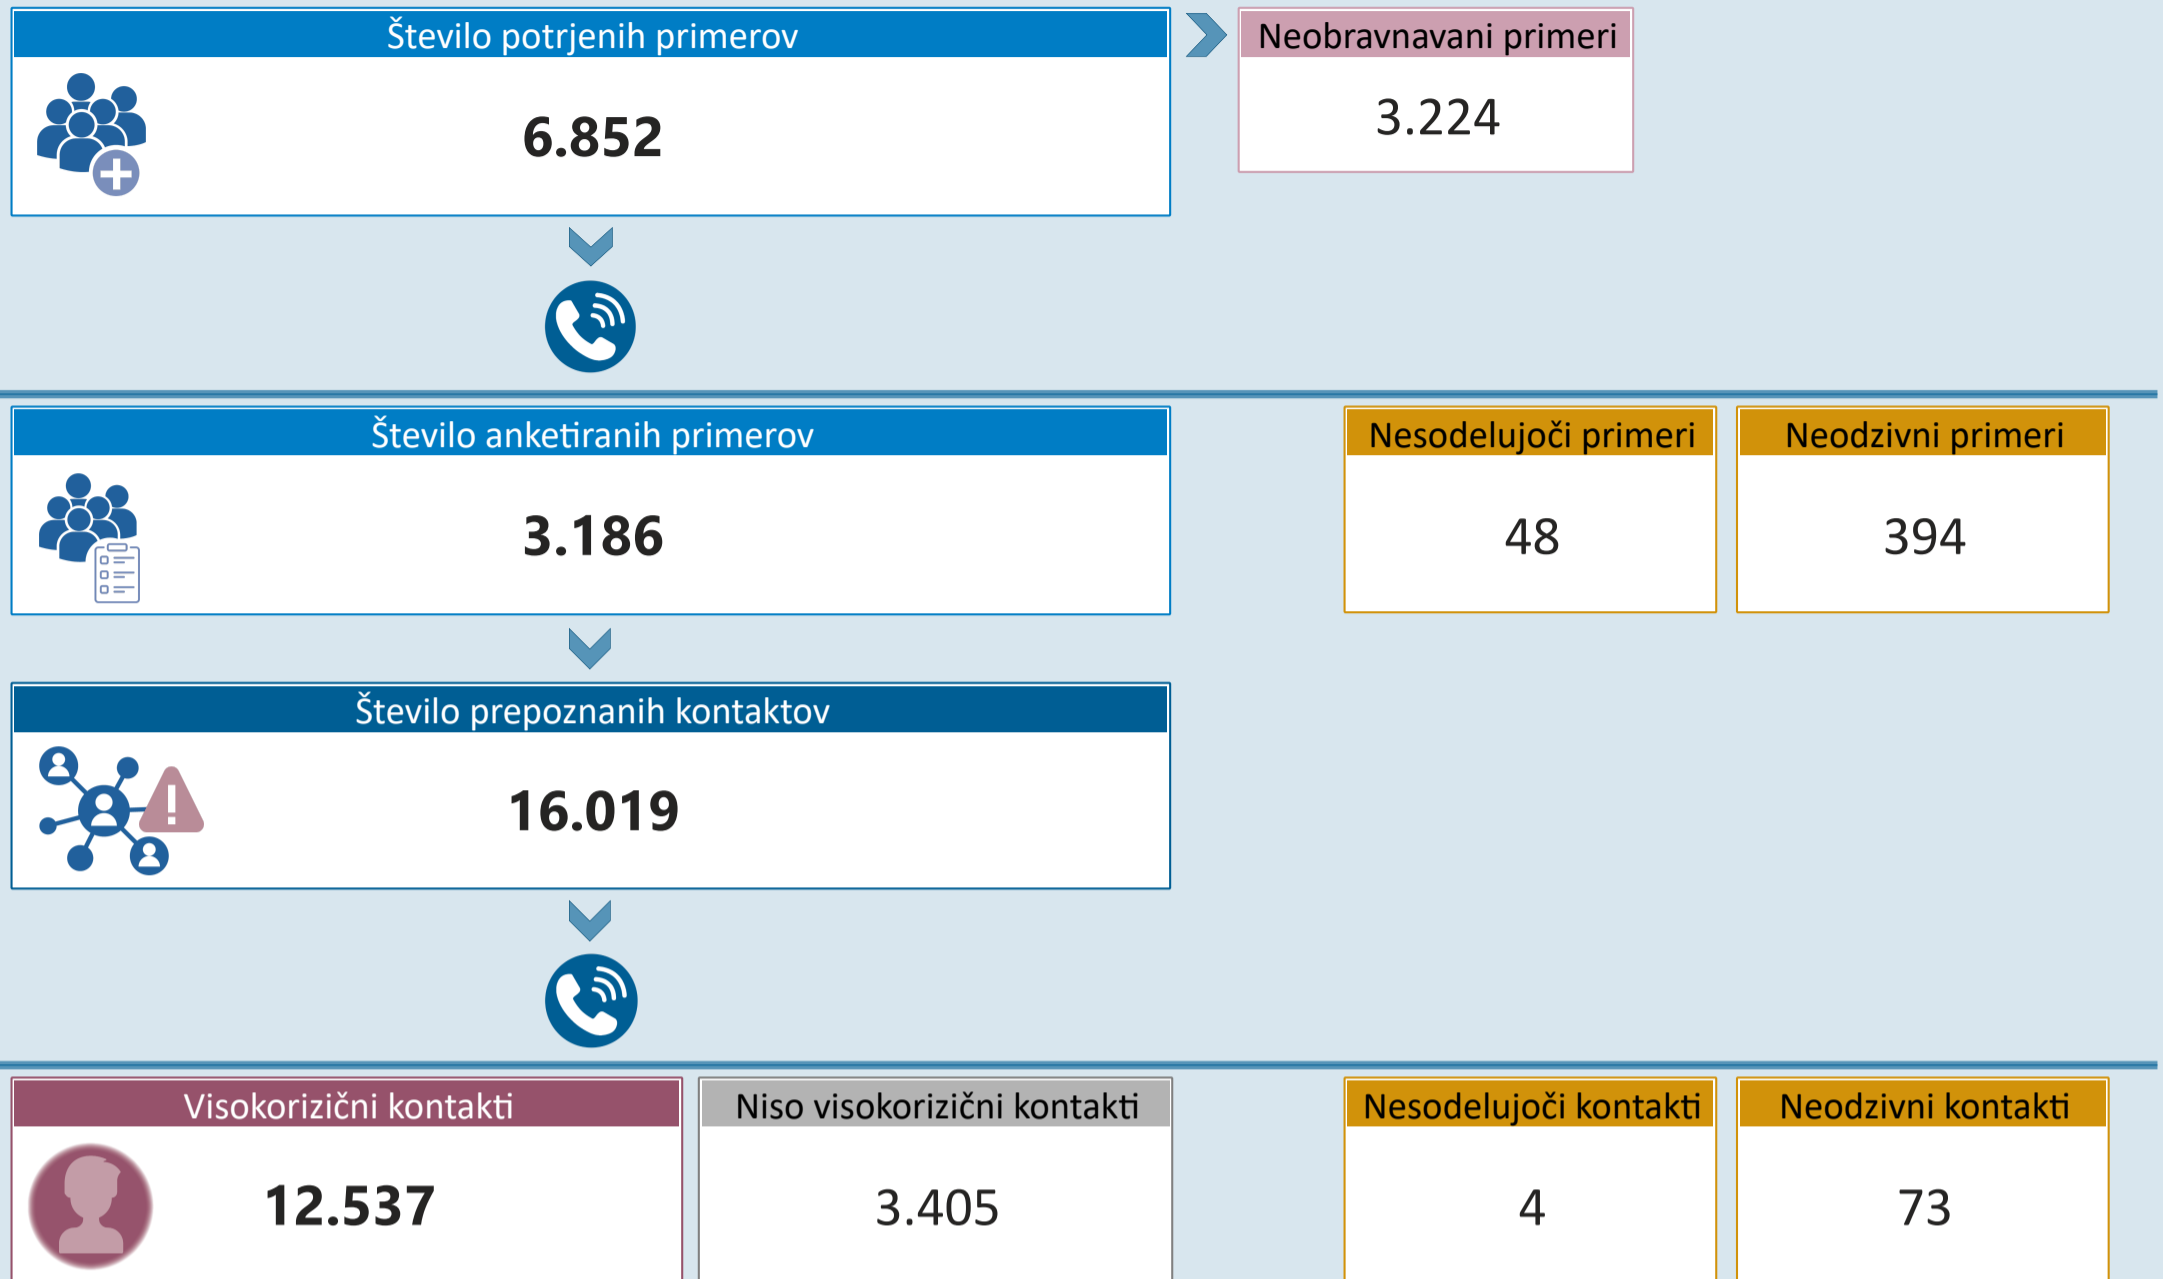 Število potrjenih primerov
Neobravnavani primeri
6.852
3.224
Število anketiranih primerov
Nesodelujoči primeri
Neodzivni primeri
3.186
48
394
Število prepoznanih kontaktov
16.019
Visokorizični kontakti
Niso visokorizični kontakti
Nesodelujoči kontakti
Neodzivni kontakti
12.537
3.405
4
73